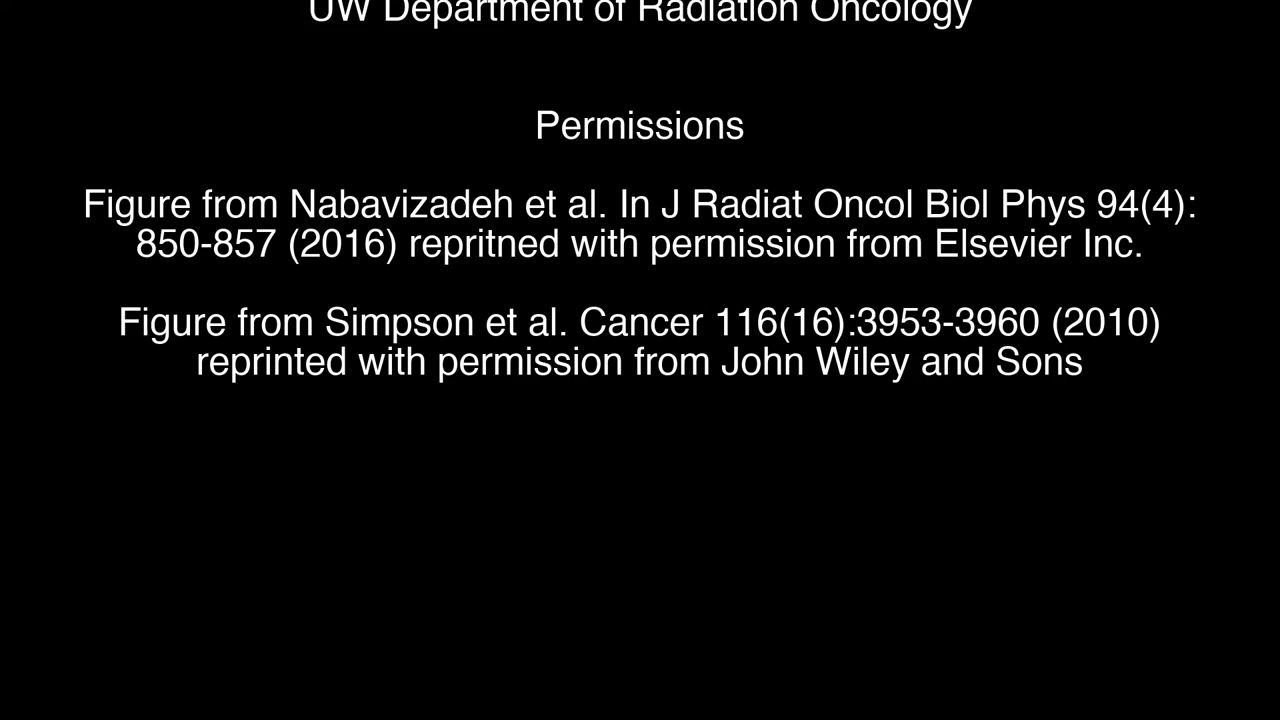 UW Department of Radiation Oncology
Permissions
Figure from Nabavizadeh et al. In J Radiat Oncol Biol Phys 94(4):
850-857 (2016) repritned with permission from Elsevier Inc.
Figure from Simpson et al. Cancer 116(16):3953-3960 (2010)
reprinted with permission from John Wiley and Sons